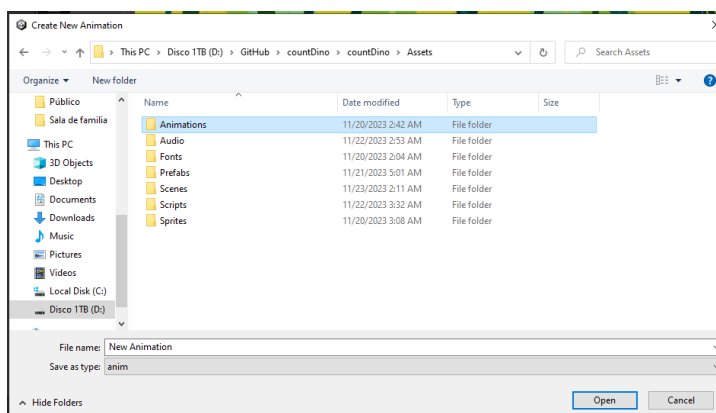 Create New Animation
This PC > Disco 1TB (D:) > GitHub > countDino > countDino > Assets
Search Assets
Organize
New folder
Name Date modified Type Size
Público
Sala de familia
This PC
3D Objects
Desktop
Documents
Downloads
Music
Pictures
Videos
Local Disk (C:)
Disco 1TB (D:)
Animations 11/20/2023 2:42 AM File folder
Audio 11/22/2023 2:53 AM File folder
Fonts 11/20/2023 2:04 AM File folder
Prefabs 11/21/2023 5:01 AM File folder
Scenes 11/23/2023 2:11 AM File folder
Scripts 11/22/2023 3:32 AM File folder
Sprites 11/20/2023 3:08 AM File folder
File name: New Animation
Save as type: anim
Hide Folders
Open
Cancel